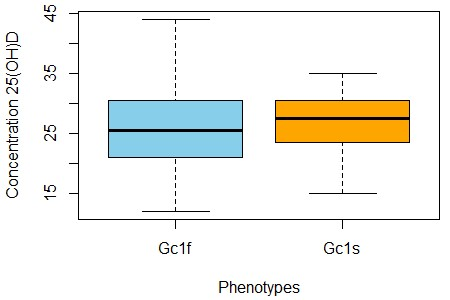 Concentration 25(OH)D
45
35
25
15
Gc1f Gc1s
Phenotypes